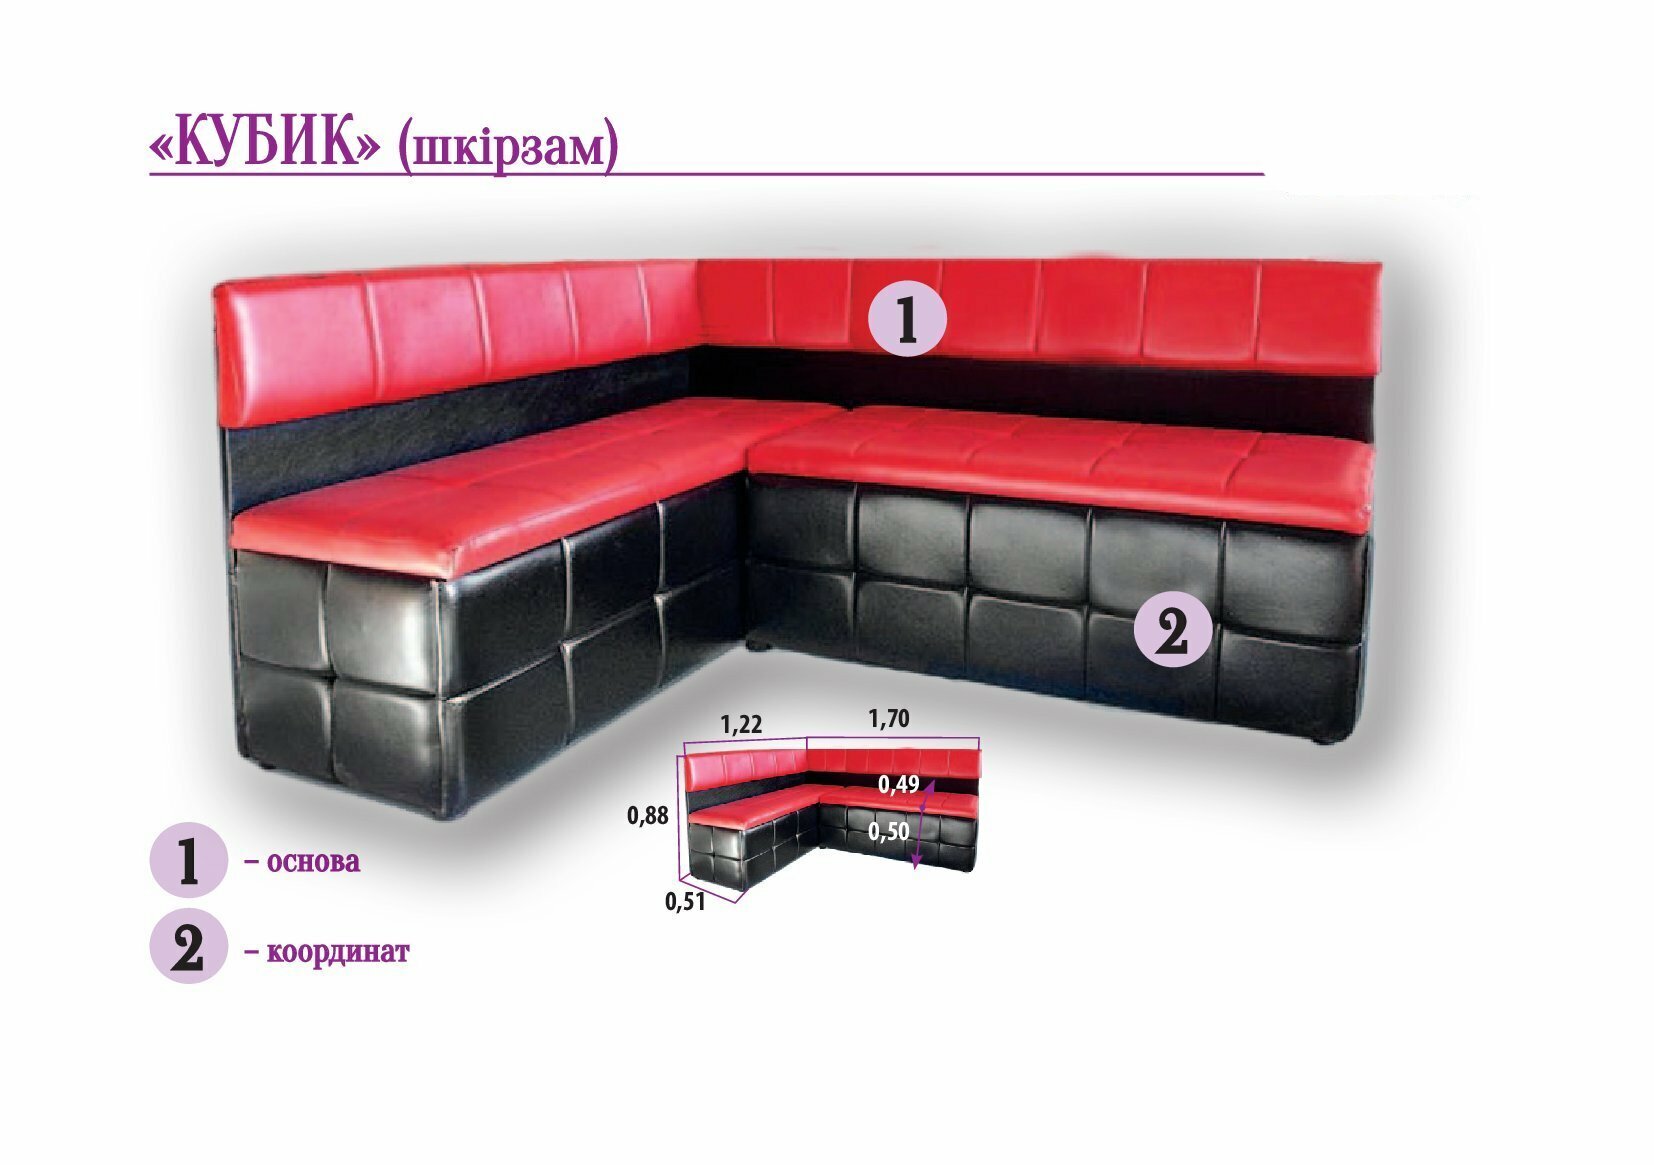 «КУБИК» (шкірзам)
1
2
1,22
1,70
0,49
0,88
0,50
0,51
1 – основа
2 – координат